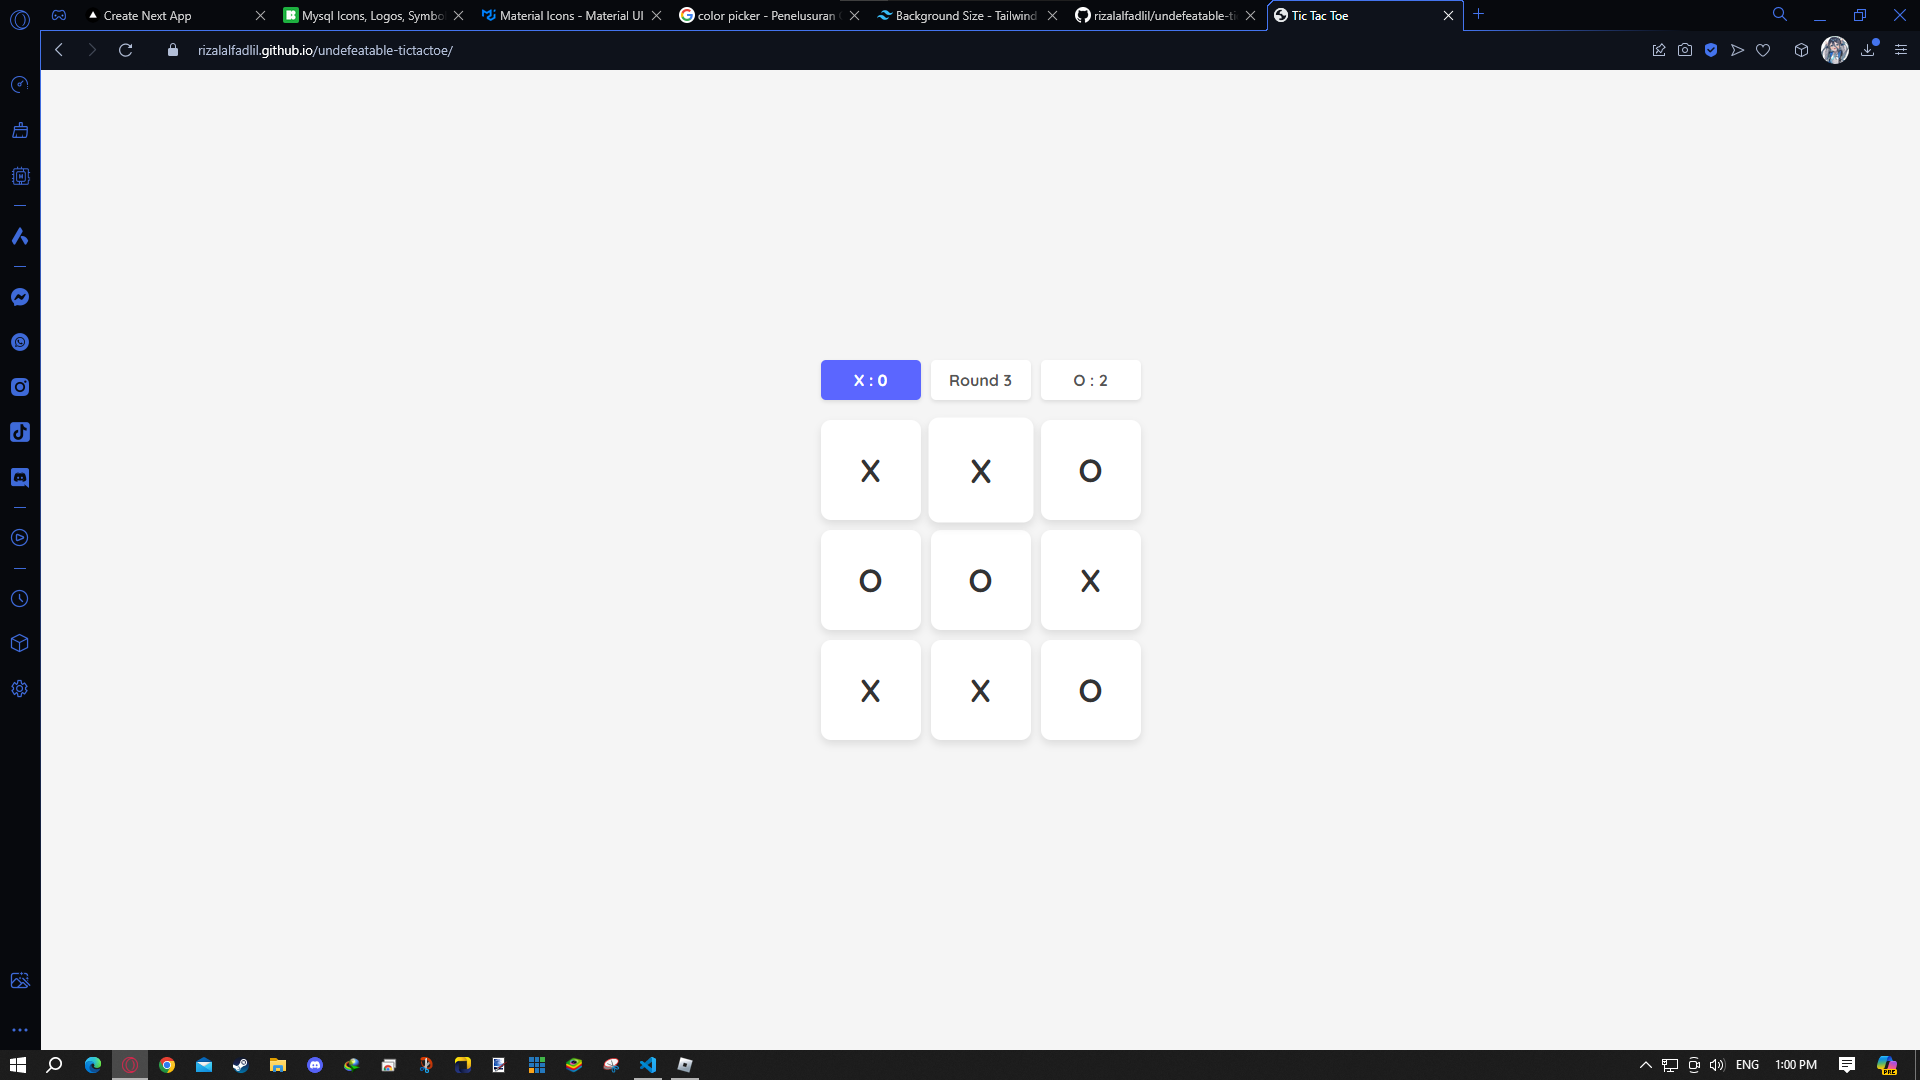 Create Next App
Mysql Icons, Logos, Symbo
Material Icons - Material UI
color picker - Penelusuran
Background Size - Tailwind
rizalalfadlil/undefeatable-ti
Tic Tac Toe
rizalalfadlil.github.io/undefeatable-tictactoe/
X : 0
Round 3
O : 2
X X O
O O X
X X O
ENG
1:00 PM
PRE